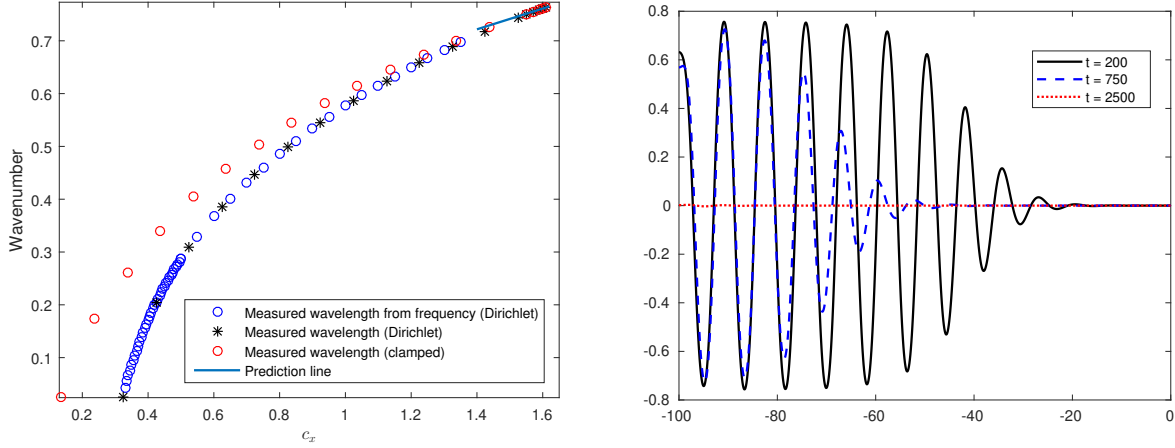 0.7
0.6
0.5
0.4
0.3
0.2
0.1
Wavenumber
0.2 0.4 0.6 0.8 1 1.2 1.4 1.6
c_x
Measured wavelength from frequency (Dirichlet)
Measured wavelength (Dirichlet)
Measured wavelength (clamped)
Prediction line
0.8
0.6
0.4
0.2
0
-0.2
-0.4
-0.6
-0.8
-100 -80 -60 -40 -20 0
t = 200
t = 750
t = 2500